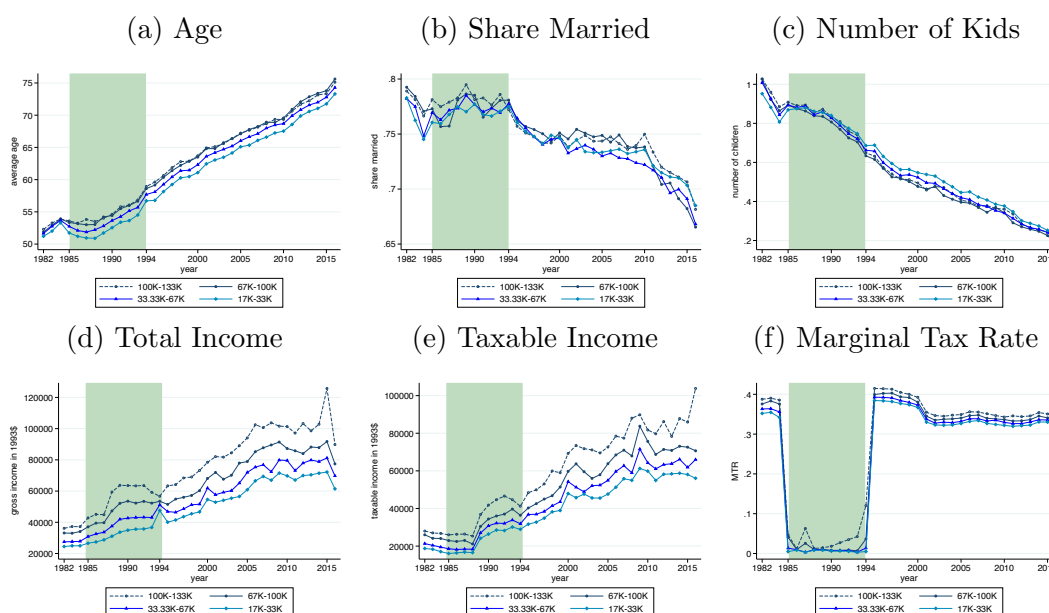 (a) Age
(b) Share Married
(c) Number of Kids
average age
75
70
65
60
55
50
1982
1985
1990
1994
2000
2005
2010
2015
year
100K-133K
67K-100K
33.33K-67K
17K-33K
share married
.8
.75
.7
.65
1982
1985
1990
1994
2000
2005
2010
2015
year
100K-133K
67K-100K
33.33K-67K
17K-33K
number of children
1
.8
.6
.4
.2
1982
1985
1990
1994
2000
2005
2010
year
100K-133K
67K-100K
33.33K-67K
17K-33K
(d) Total Income
(e) Taxable Income
(f) Marginal Tax Rate
gross income in 1993$
120000
100000
80000
60000
40000
20000
1982
1985
1990
1994
2000
2005
2010
2015
year
100K-133K
67K-100K
33.33K-67K
17K-33K
taxable income in 1993$
100000
80000
60000
40000
20000
1982
1985
1990
1994
2000
2005
2010
2015
year
100K-133K
67K-100K
33.33K-67K
17K-33K
MTR
.4
.3
.2
.1
0
1982
1985
1990
1994
2000
2005
2010
2015
year
100K-133K
67K-100K
33.33K-67K
17K-33K